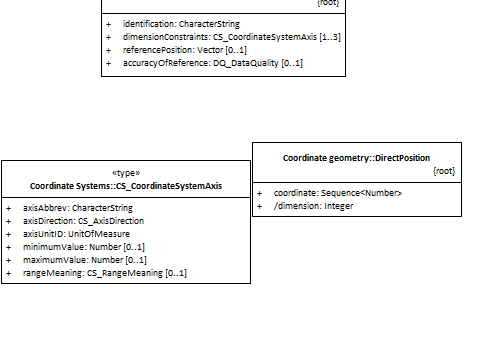 {root}
+ identification: CharacterString
+ dimensionConstraints: CS_CoordinateSystemAxis [1..3]
+ referencePosition: Vector [0..1]
+ accuracyOfReference: DQ_DataQuality [0..1]
«type»
Coordinate Systems::CS_CoordinateSystemAxis
+ axisAbbrev: CharacterString
+ axisDirection: CS_AxisDirection
+ axisUnitID: UnitOfMeasure
+ minimumValue: Number [0..1]
+ maximumValue: Number [0..1]
+ rangeMeaning: CS_RangeMeaning [0..1]
Coordinate geometry::DirectPosition
{root}
+ coordinate: Sequence<Number>
+ /dimension: Integer